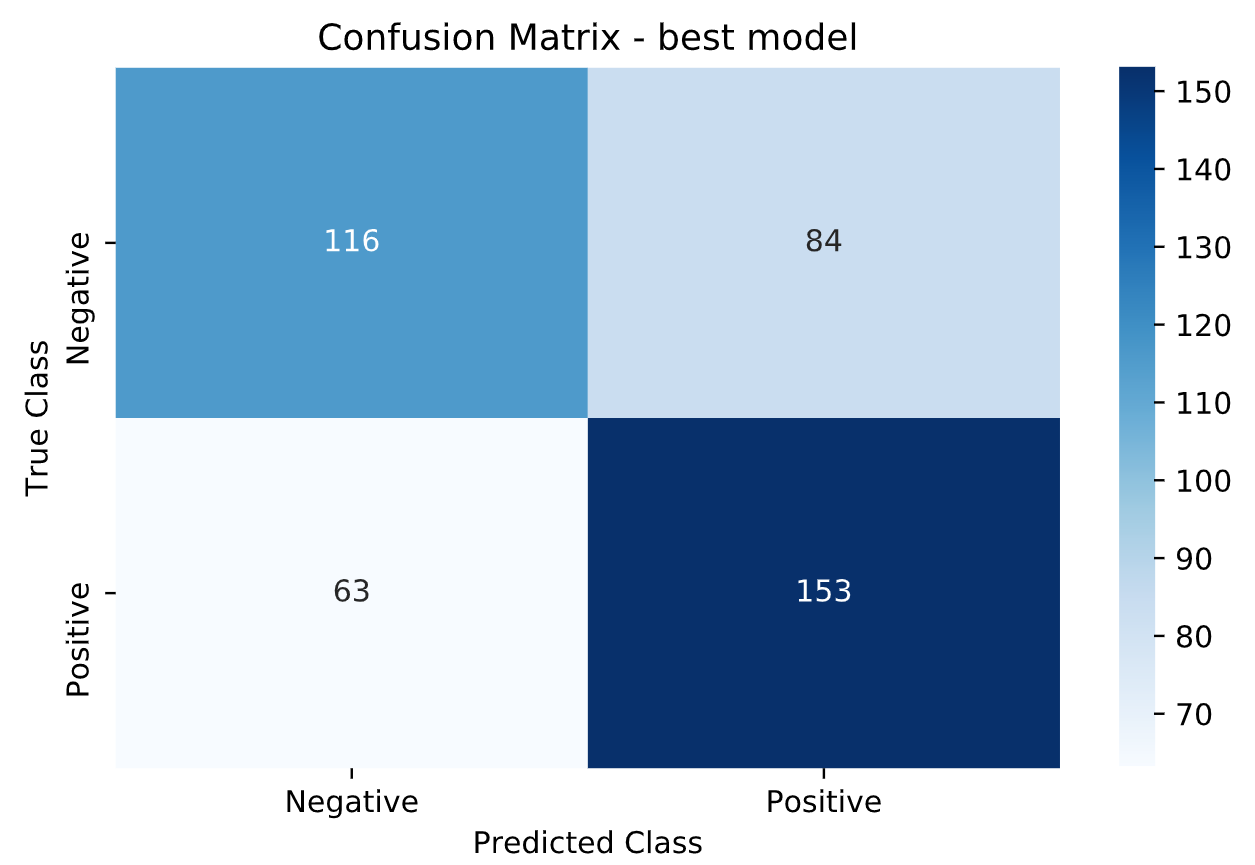 Confusion Matrix - best model
True Class
Negative
Positive
116
84
63
153
Negative
Positive
Predicted Class
150
140
130
120
110
100
90
80
70